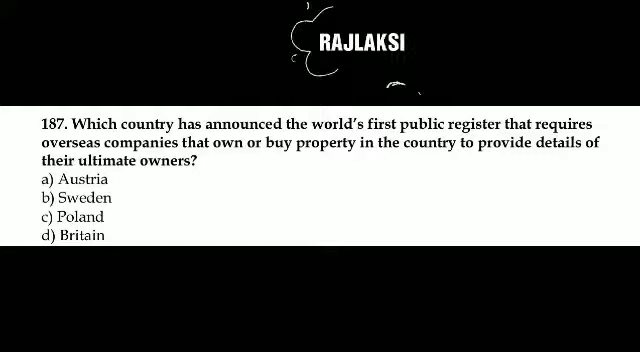 RAJLAKSI
187. Which country has announced the world's first public register that requires
overseas companies that own or buy property in the country to provide details of
their ultimate owners?
a) Austria
b) Sweden
c) Poland
d) Britain